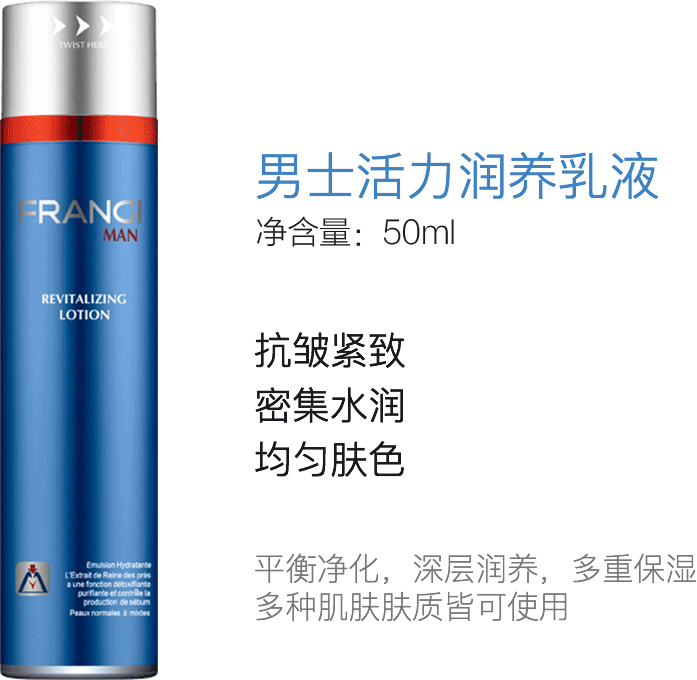 TWIST HERE
FRANGI
MAN
REVITALIZING
LOTION
Emulsion Hydratante
L'Extrait de Reine des prés
a une fonction détoxifiante
purifiante et contrôle la
production de sébum
Peaux normales à mixtes
男士活力润养乳液
净含量：50ml
抗皱紧致
密集水润
均匀肤色
平衡净化，深层润养，多重保湿
多种肌肤肤质皆可使用